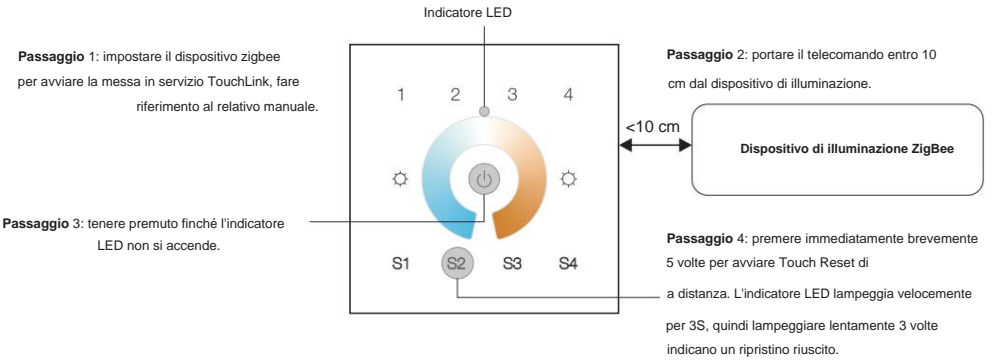 Indicatore LED
Passaggio 1: impostare il dispositivo zigbee
per avviare la messa in servizio TouchLink, fare
riferimento al relativo manuale.
Passaggio 2: portare il telecomando entro 10
cm dal dispositivo di illuminazione.
1 2 3 4
<10 cm
Dispositivo di illuminazione ZigBee
Passaggio 3: tenere premuto finché l'indicatore
LED non si accende.
S1 S2 S3 S4
Passaggio 4: premere immediatamente brevemente
5 volte per avviare Touch Reset di
a distanza. L'indicatore LED lampeggia velocemente
per 3S, quindi lampeggiare lentamente 3 volte
indicano un ripristino riuscito.